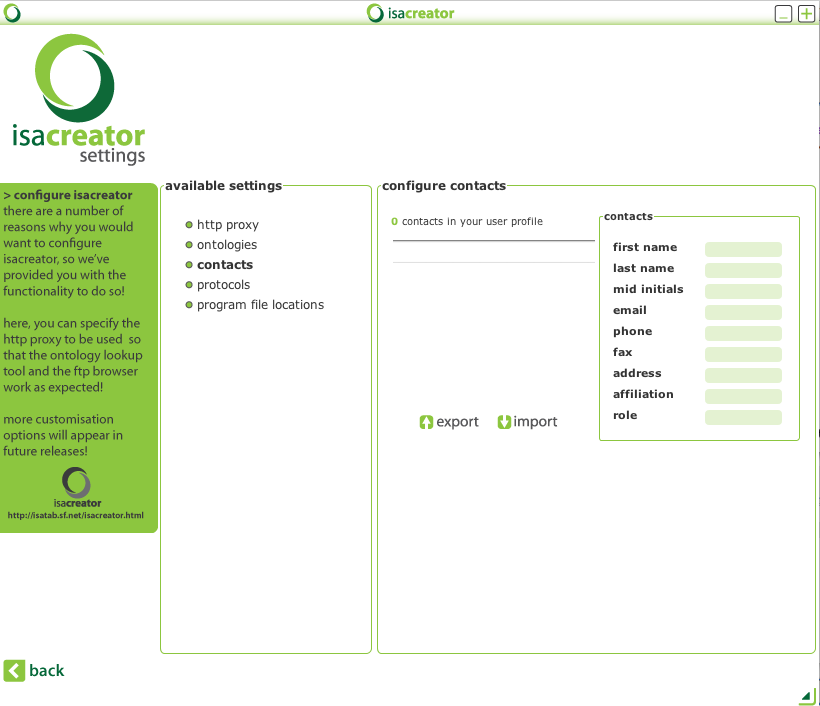 isacreator
isacreator
settings
> configure isacreator
there are a number of
reasons why you would
want to configure
isacreator, so we've
provided you with the
functionality to do so!
here, you can specify the
http proxy to be used so
that the ontology lookup
tool and the ftp browser
work as expected!
more customisation
options will appear in
future releases!
isacreator
http://isatab.sf.net/isacreator.html
available settings
http proxy
ontologies
contacts
protocols
program file locations
configure contacts
0 contacts in your user profile
export import
contacts
first name
last name
mid initials
email
phone
fax
address
affiliation
role
back